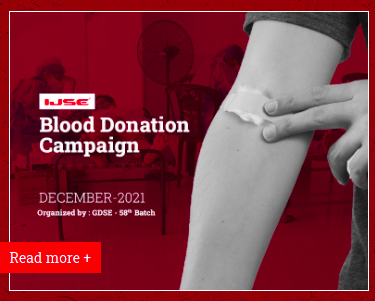 IJSE
Blood Donation
Campaign
DECEMBER-2021
Organized by : GDSE - 58th Batch
Read more +